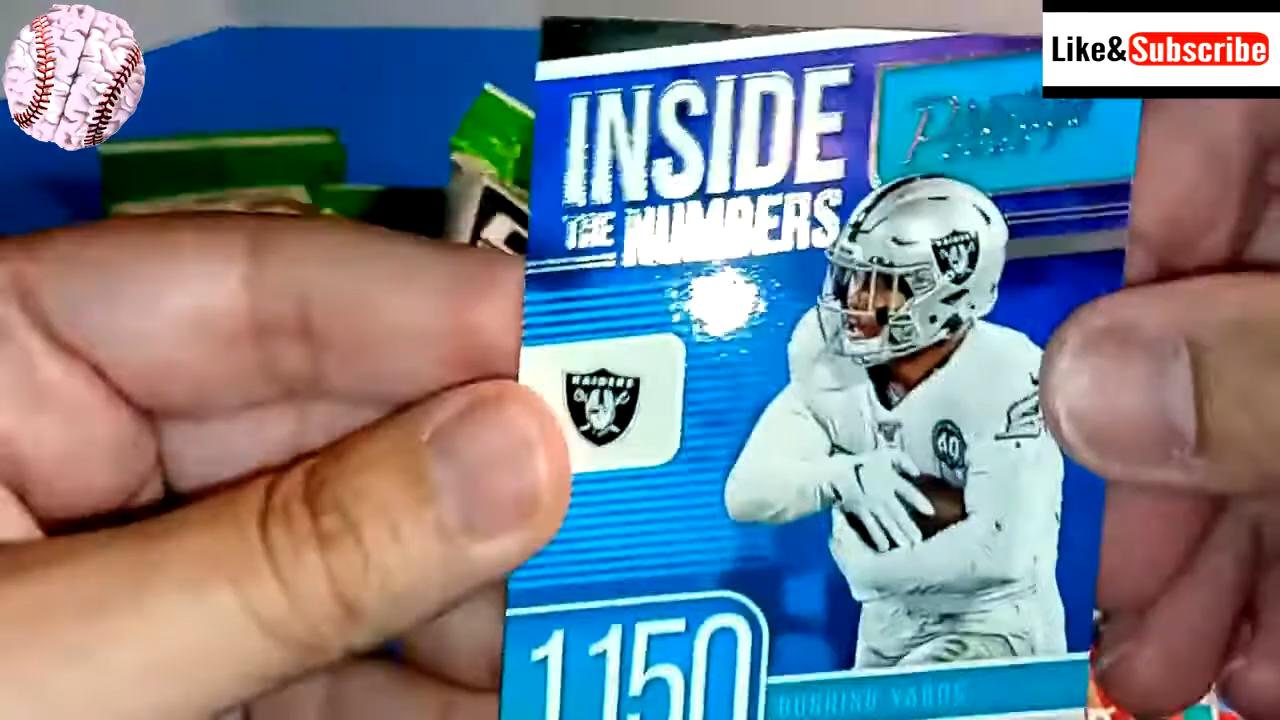 Like& Subscribe
INSIDE
THE NUMBERS
RAIDERS
1150
RUSHING YARDS